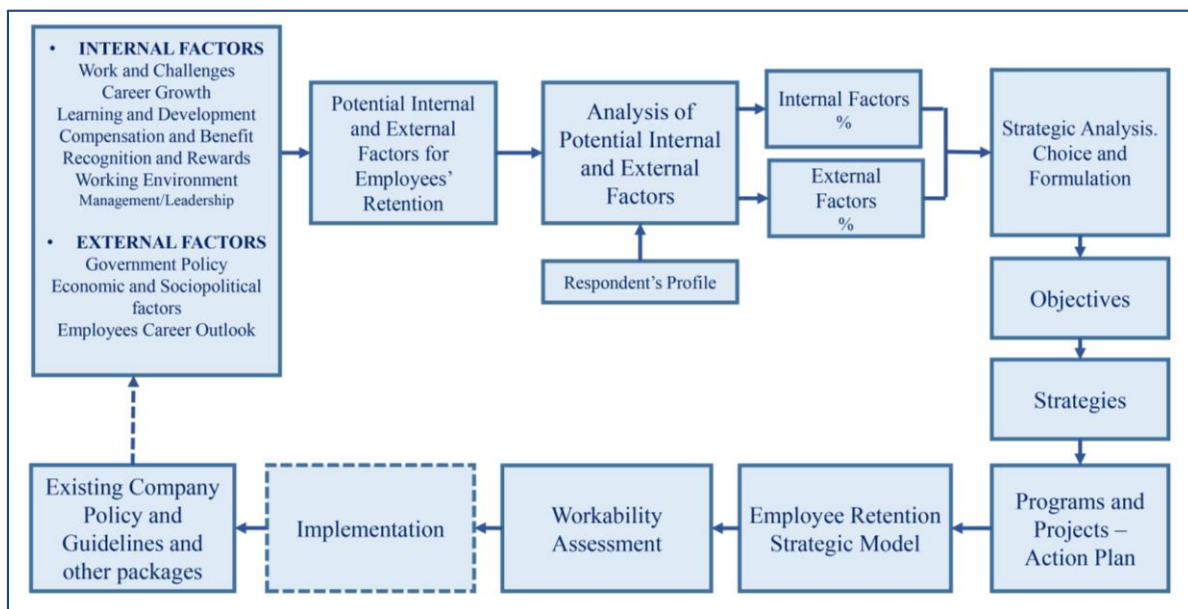 • INTERNAL FACTORS
Work and Challenges
Career Growth
Learning and Development
Compensation and Benefit
Recognition and Rewards
Working Environment
Management/Leadership
• EXTERNAL FACTORS
Government Policy
Economic and Sociopolitical
factors
Employees Career Outlook
Potential Internal
and External
Factors for
Employees’
Retention
Analysis of
Potential Internal
and External
Factors
Respondent’s Profile
Internal Factors
%
External
Factors
%
Strategic Analysis.
Choice and
Formulation
Objectives
Strategies
Programs and
Projects –
Action Plan
Employee Retention
Strategic Model
Workability
Assessment
Implementation
Existing Company
Policy and
Guidelines and
other packages